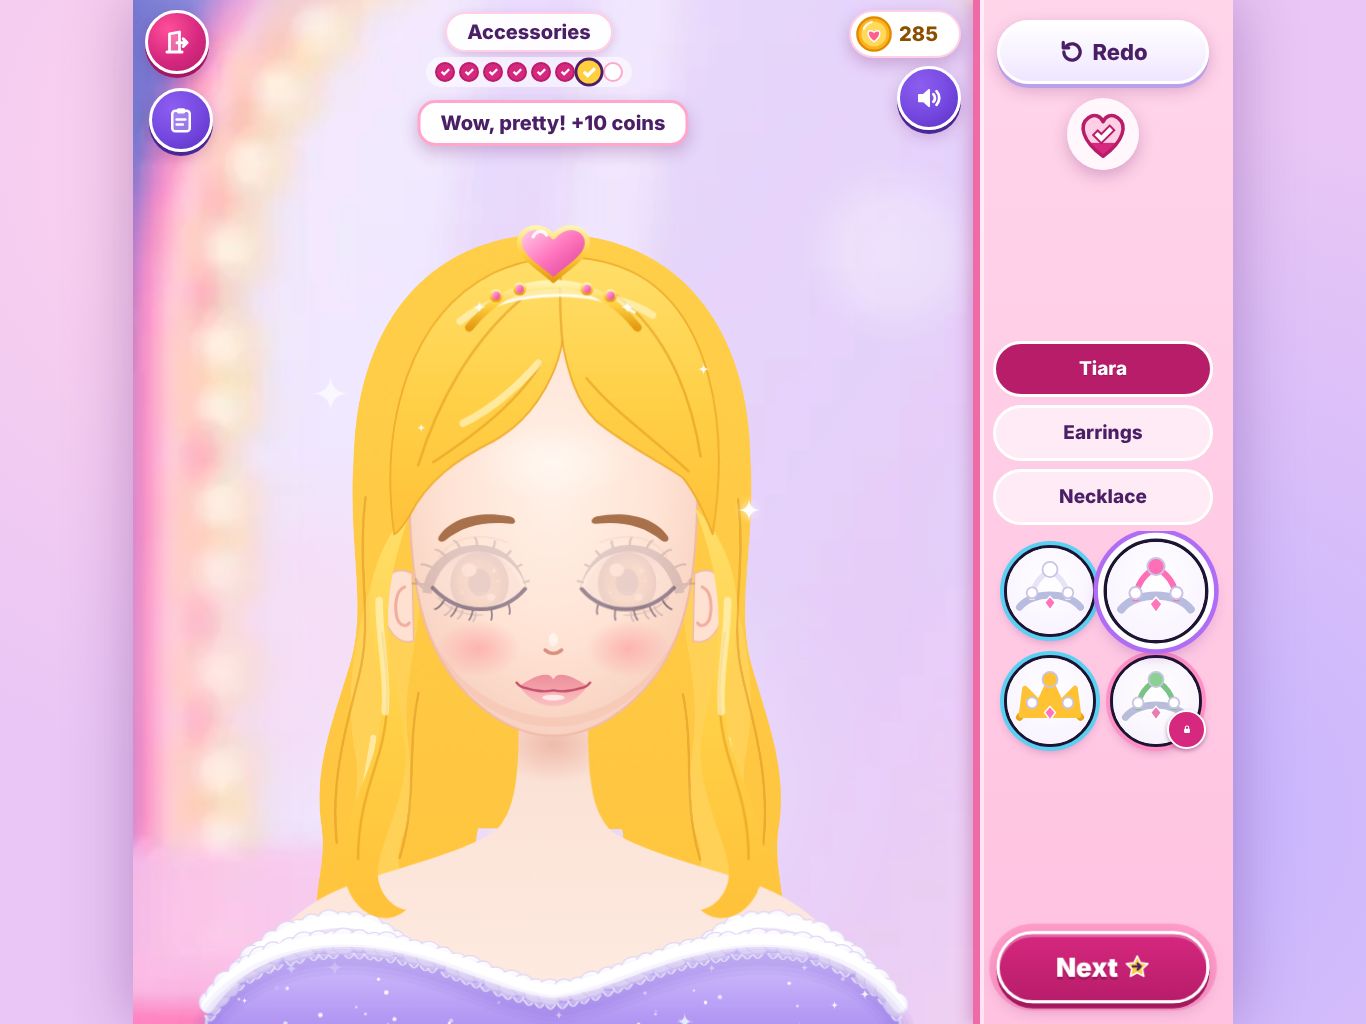 Accessories
285
Wow, pretty! +10 coins
Redo
Tiara
Earrings
Necklace
Next